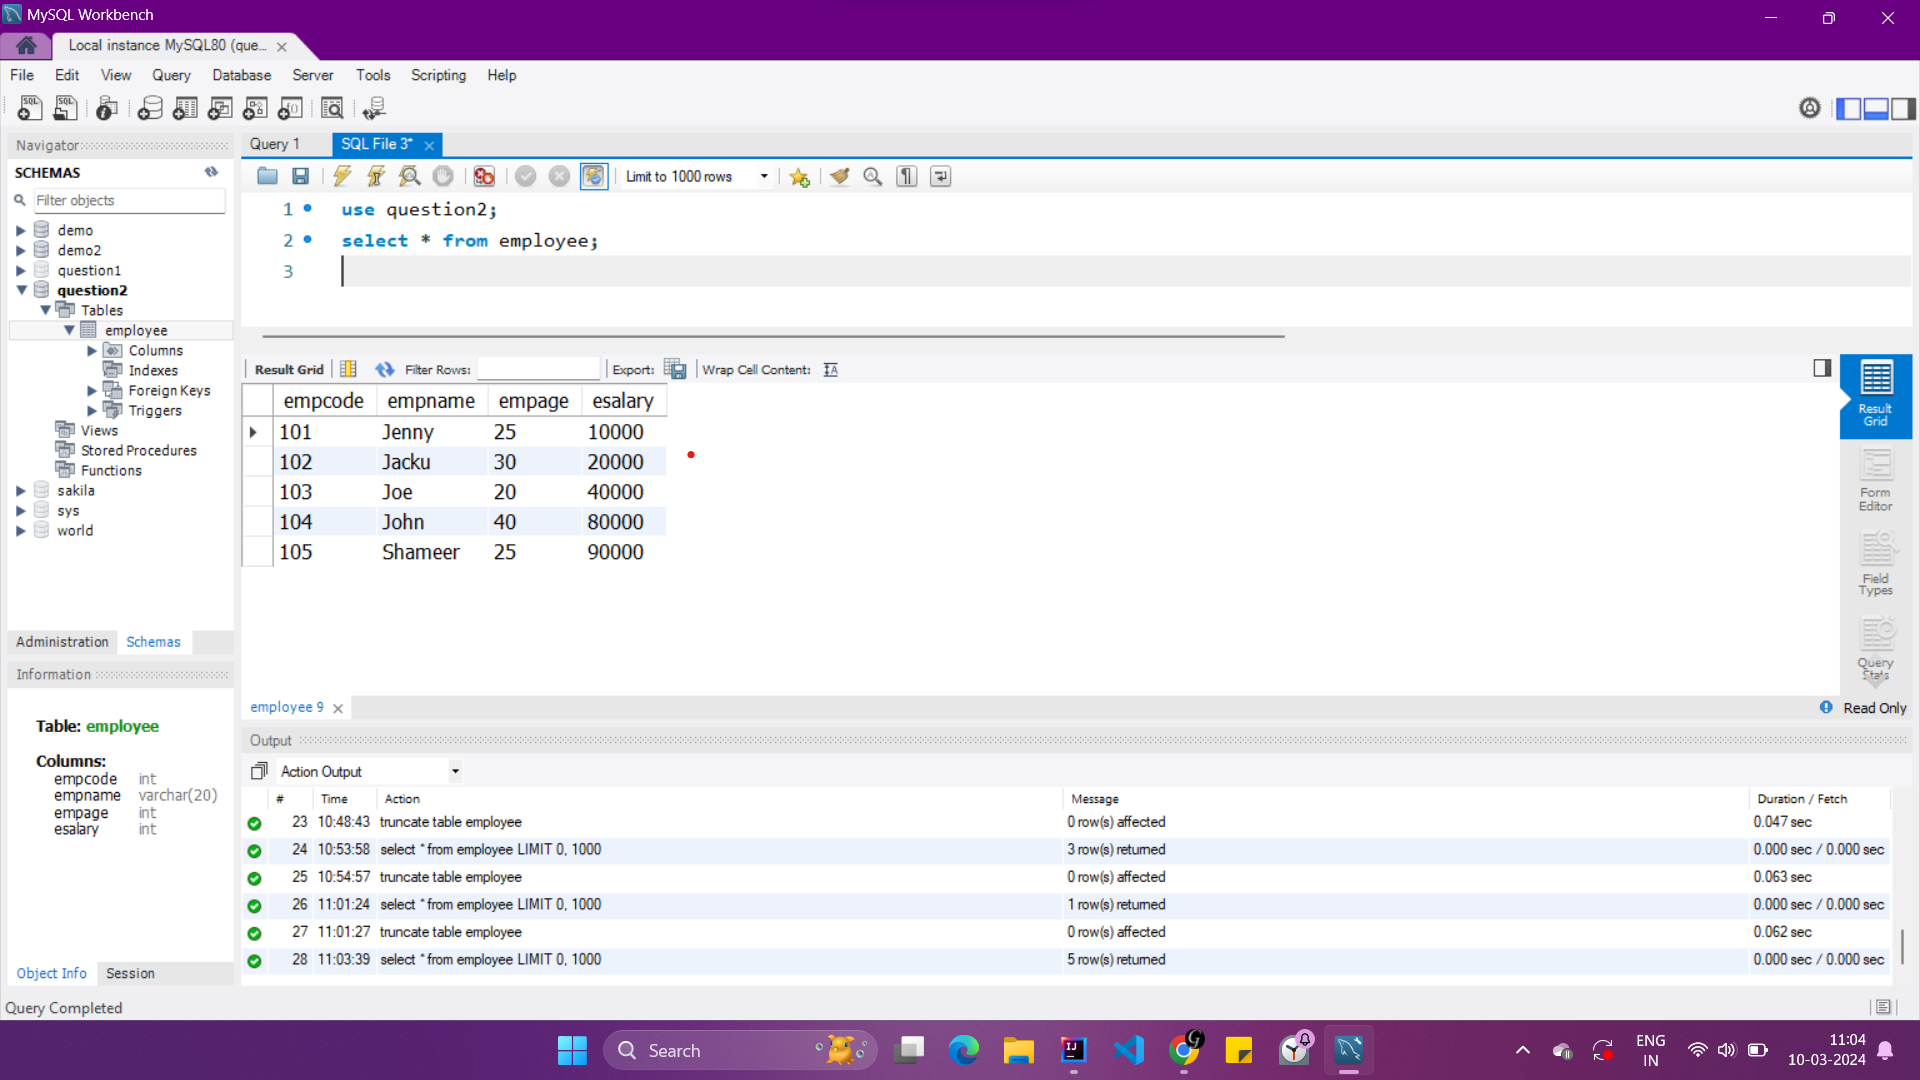 MySQL Workbench
Local instance MySQL80 (que...
File Edit View Query Database Server Tools Scripting Help
Navigator
SCHEMAS
Filter objects
demo
demo2
question1
question2
Tables
employee
Columns
Indexes
Foreign Keys
Triggers
Views
Stored Procedures
Functions
sakila
sys
world
Administration Schemas
Information
Table: employee
Columns:
empcode int
empname varchar(20)
empage int
esalary int
Object Info Session
Query 1 SQL File 3*
Limit to 1000 rows
1 use question2;
2 select * from employee;
3
Result Grid Filter Rows: Export: Wrap Cell Content:
empcode empname empage esalary
101 Jenny 25 10000
102 Jacku 30 20000
103 Joe 20 40000
104 John 40 80000
105 Shameer 25 90000
Result
Grid
Form
Editor
Field
Types
Query
Stats
employee 9
Read Only
Output
Action Output
# Time Action Message Duration / Fetch
23 10:48:43 truncate table employee 0 row(s) affected 0.047 sec
24 10:53:58 select * from employee LIMIT 0, 1000 3 row(s) returned 0.000 sec / 0.000 sec
25 10:54:57 truncate table employee 0 row(s) affected 0.063 sec
26 11:01:24 select * from employee LIMIT 0, 1000 1 row(s) returned 0.000 sec / 0.000 sec
27 11:01:27 truncate table employee 0 row(s) affected 0.062 sec
28 11:03:39 select * from employee LIMIT 0, 1000 5 row(s) returned 0.000 sec / 0.000 sec
Query Completed
Search
ENG
IN
11:04
10-03-2024